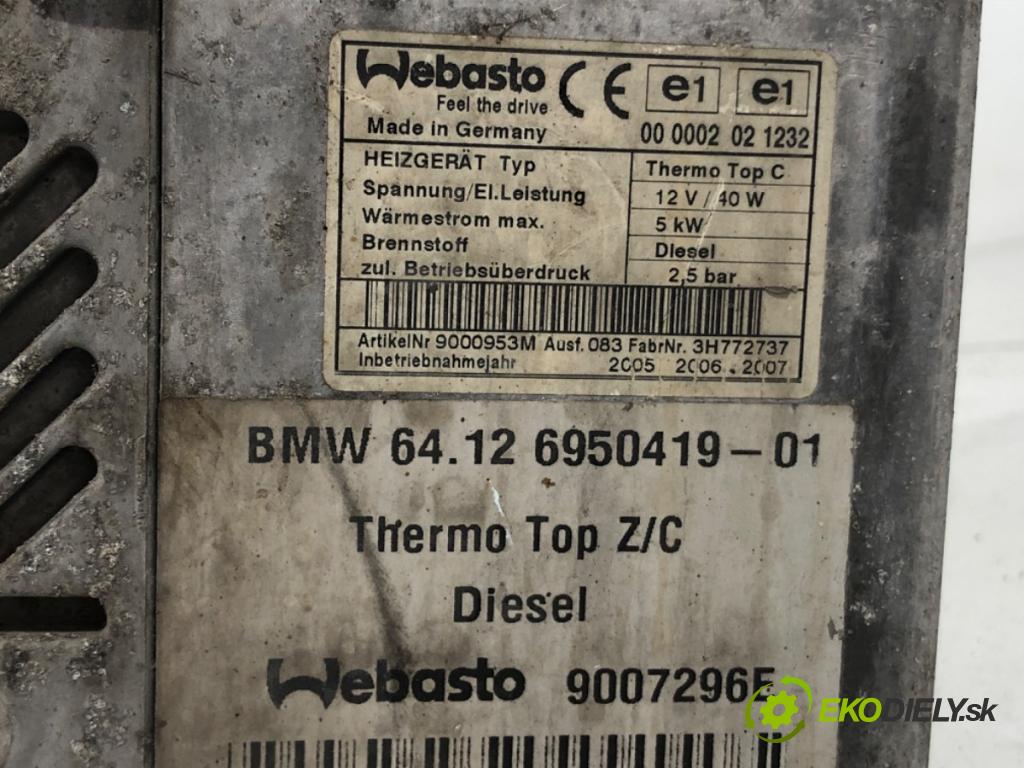 Webasto
Feel the drive
CE e1 e1
Made in Germany 00 0002 02 1232
HEIZGERÄT Typ Thermo Top C
Spannung/El.Leistung 12 V / 40 W
Wärmestrom max. 5 kW
Brennstoff Diesel
zul. Betriebsüberdruck 2,5 bar
ArtikelNr 9000953M Ausf. 083 FabrNr. 3H772737
Inbetriebnahmejahr 2005 2006 2007
BMW 64.12 6950419-01
Thermo Top Z/C
Diesel
Webasto 9007296E
EKODIELY.sk